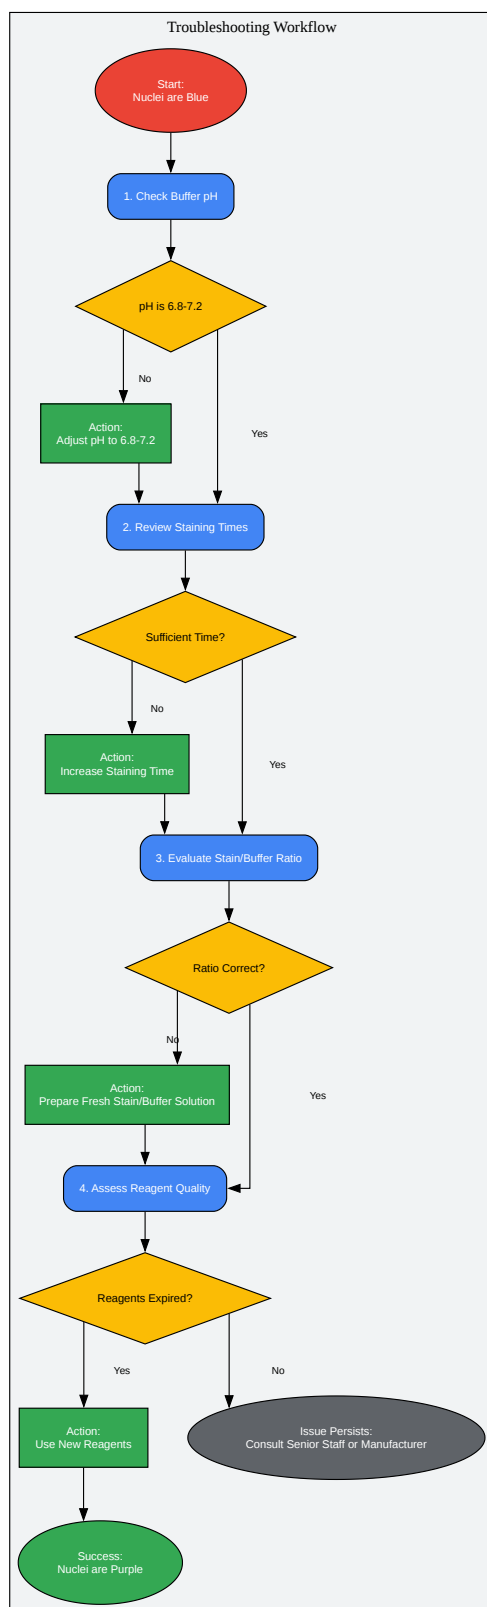 Troubleshooting Workflow
Start:
Nuclei are Blue
1. Check Buffer pH
pH is 6.8-7.2
No
Action:
Adjust pH to 6.8-7.2
Yes
2. Review Staining Times
Sufficient Time?
No
Action:
Increase Staining Time
Yes
3. Evaluate Stain/Buffer Ratio
Ratio Correct?
No
Action:
Prepare Fresh Stain/Buffer Solution
Yes
4. Assess Reagent Quality
Reagents Expired?
Yes
No
Action:
Use New Reagents
Issue Persists:
Consult Senior Staff or Manufacturer
Success:
Nuclei are Purple